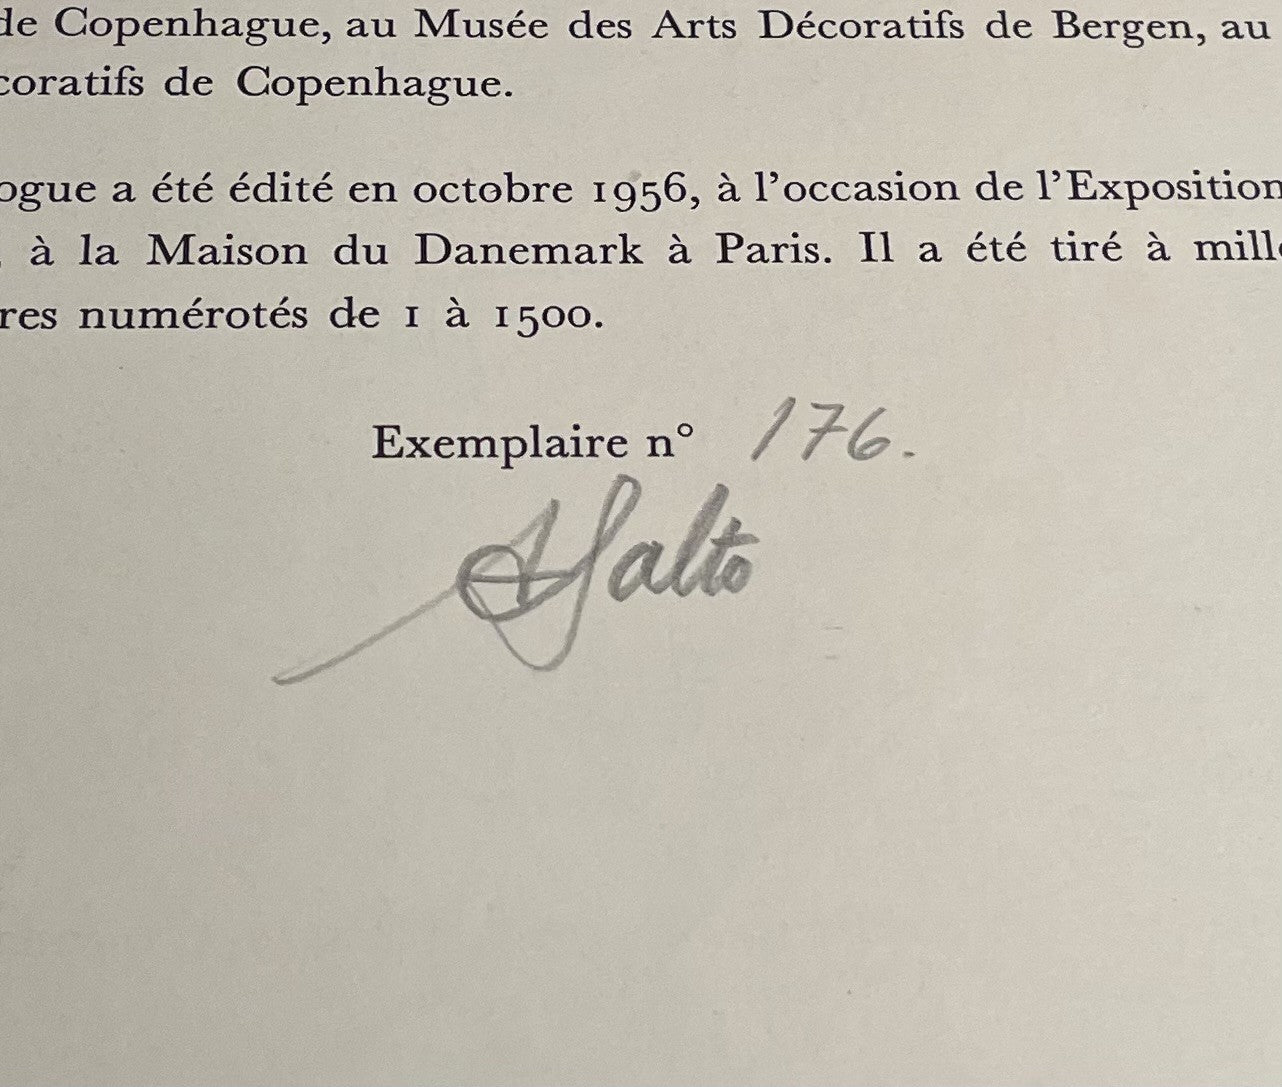 de Copenhague, au Musée des Arts Décoratifs de Bergen, au
coratifs de Copenhague.
ogue a été édité en octobre 1956, à l'occasion de l'Exposition
à la Maison du Danemark à Paris. Il a été tiré à mille
res numérotés de 1 à 1500.
Exemplaire n° 176.
A Salto